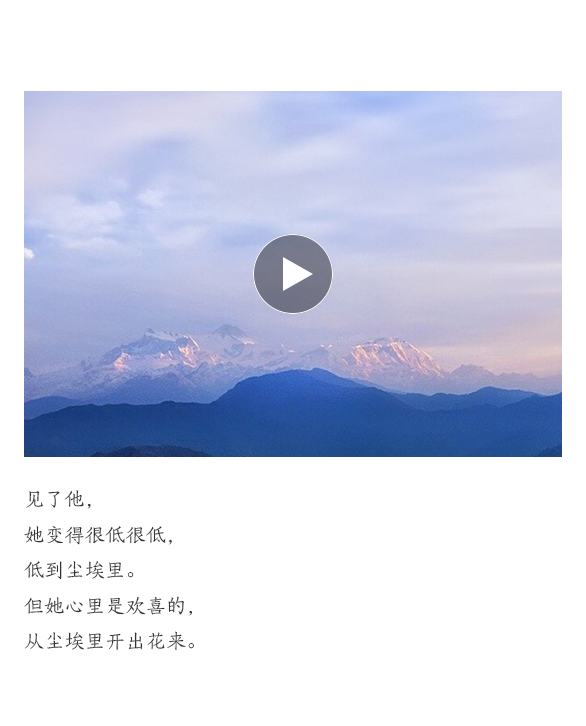 见了他，
她变得很低很低，
低到尘埃里。
但她心里是欢喜的，
从尘埃里开出花来。